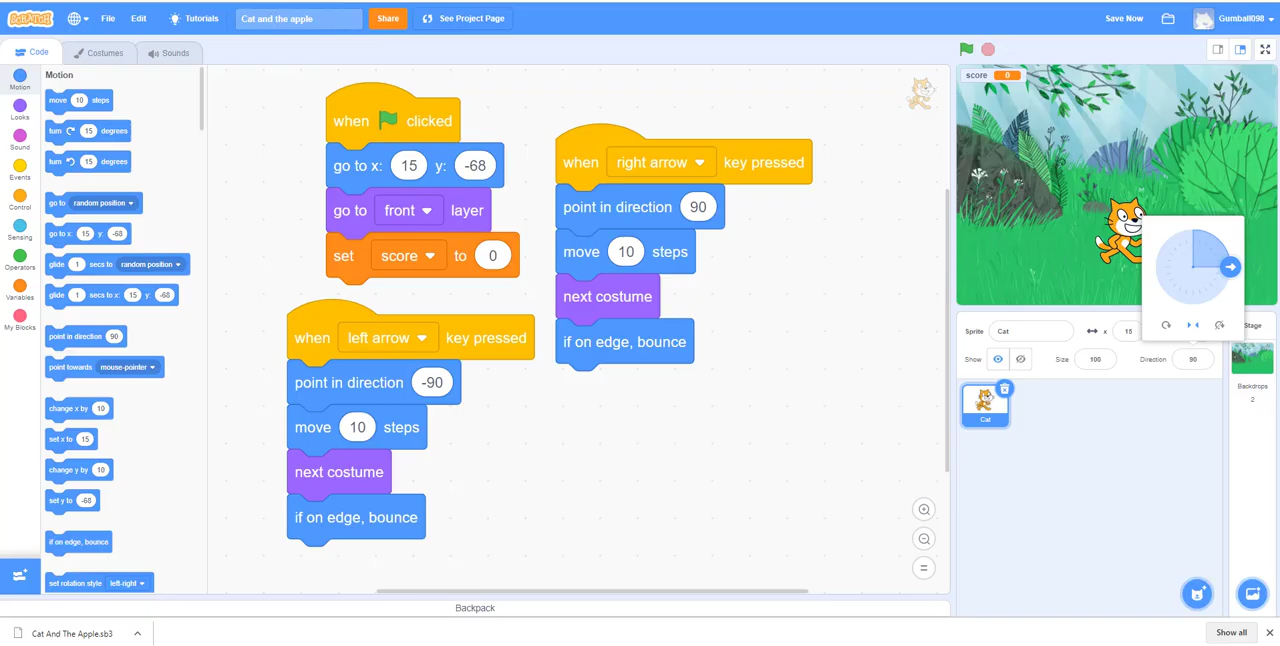 SCRATCH File Edit Tutorials Cat and the apple Share See Project Page Save Now Gumball098
Code Costumes Sounds
Motion
Looks
Sound
Events
Control
Sensing
Operators
Variables
My Blocks
Motion
move 10 steps
turn 15 degrees
turn 15 degrees
go to random position
go to x: 15 y: -68
glide 1 secs to random position
glide 1 secs to x: 15 y: -68
point in direction 90
point towards mouse-pointer
change x by 10
set x to 15
change y by 10
set y to -68
if on edge, bounce
set rotation style left-right
when clicked
go to x: 15 y: -68
go to front layer
set score to 0
when left arrow key pressed
point in direction -90
move 10 steps
next costume
if on edge, bounce
when right arrow key pressed
point in direction 90
move 10 steps
next costume
if on edge, bounce
score 0
Sprite Cat x 15
Show Size 100 Direction 90
Cat
Stage
Backdrops
2
Backpack
Cat And The Apple.sb3 Show all